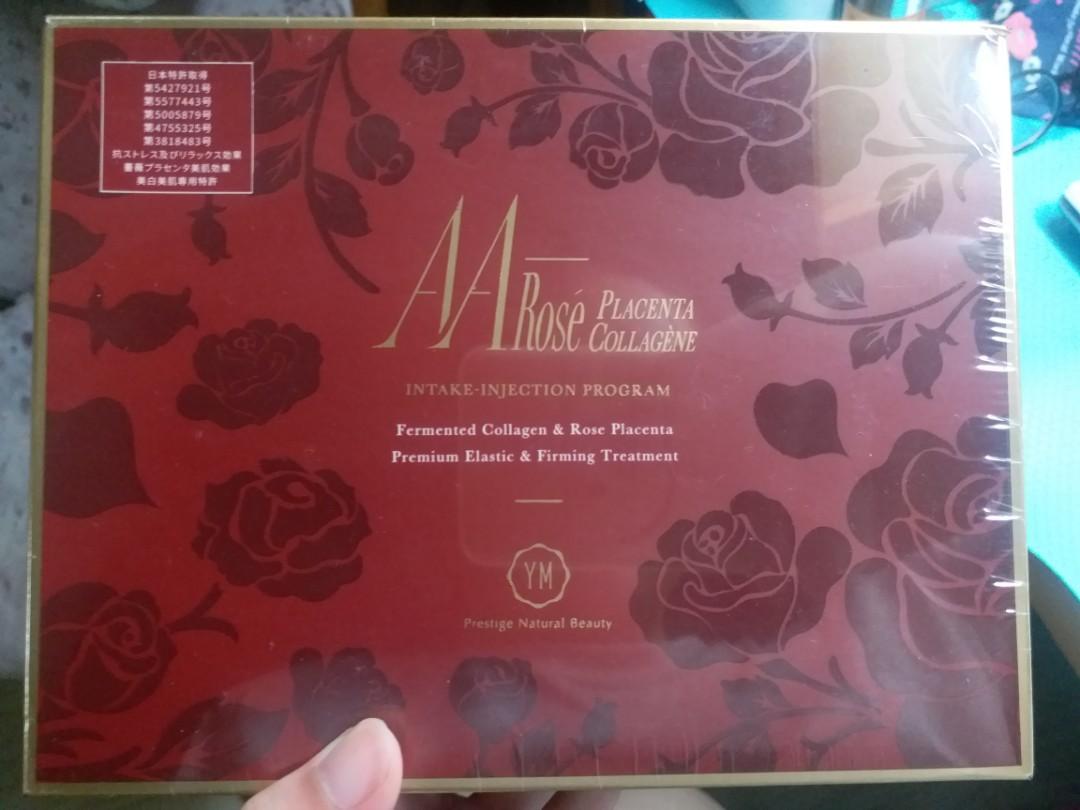 日本特許取得
第5427921号
第5577443号
第5005879号
第4755325号
第3818483号
抗ストレス及びリラックス効果
薔薇プラセンタ美肌効果
美白美肌専用特許
AA Rosé PLACENTA
COLLAGÈNE
INTAKE-INJECTION PROGRAM
Fermented Collagen & Rose Placenta
Premium Elastic & Firming Treatment
YM
Prestige Natural Beauty